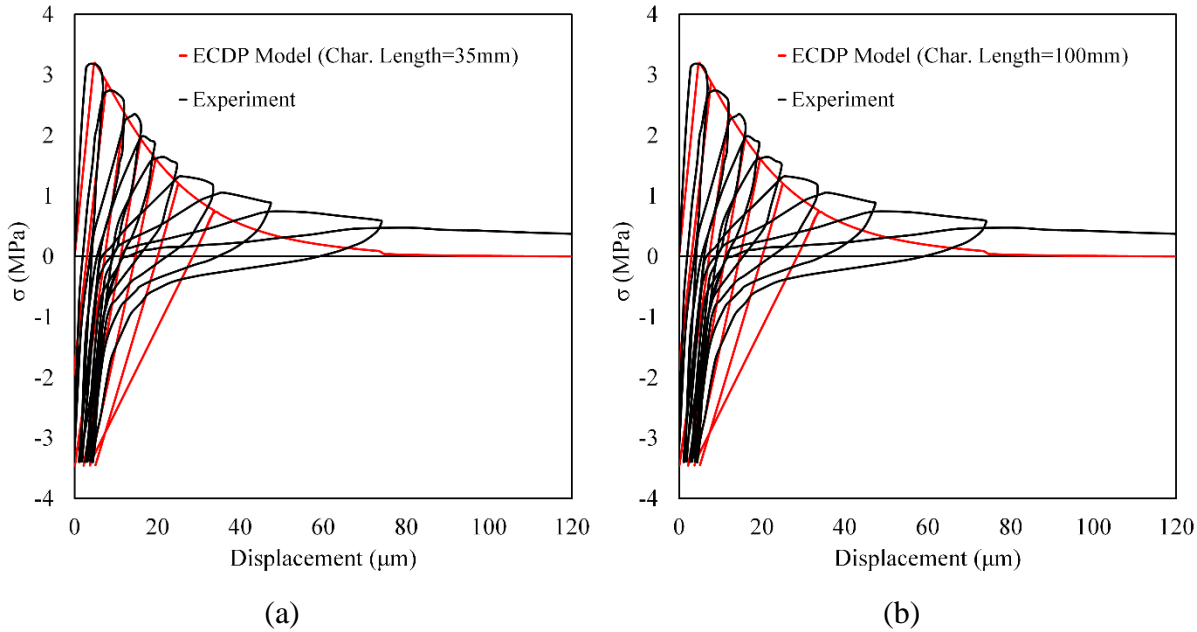 4
3
2
1
0
-1
-2
-3
-4
σ (MPa)
ECDP Model (Char. Length=35mm)
Experiment
0 20 40 60 80 100 120
Displacement (μm)
(a)
4
3
2
1
0
-1
-2
-3
-4
σ (MPa)
ECDP Model (Char. Length=100mm)
Experiment
0 20 40 60 80 100 120
Displacement (μm)
(b)